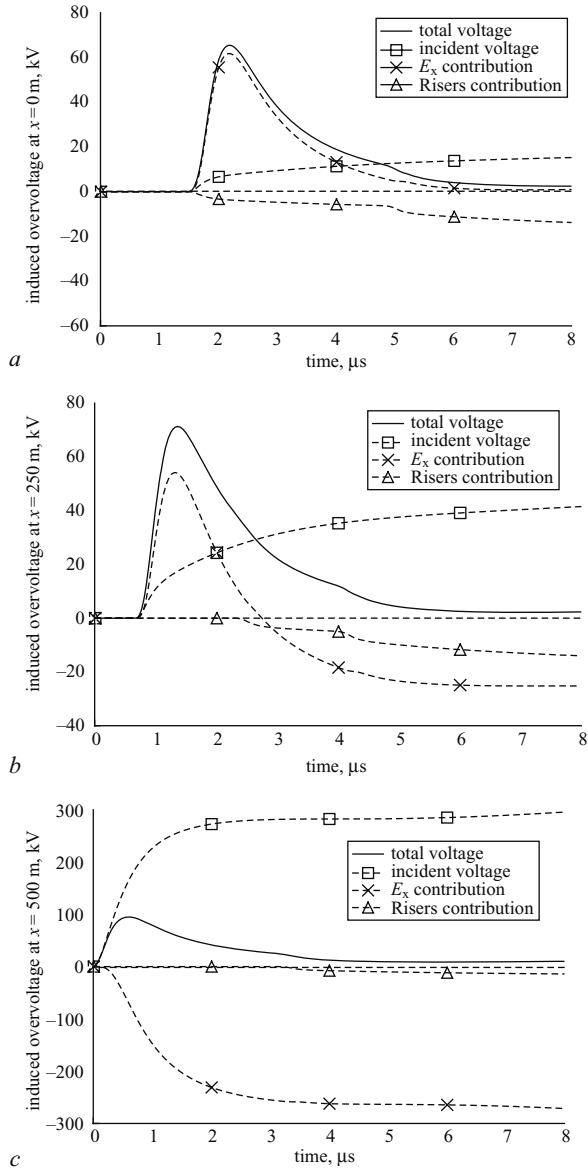 induced overvoltage at x = 0 m, kV
80
60
40
20
0
−20
−40
−60
total voltage
incident voltage
Ex contribution
Risers contribution
0 1 2 3 4 5 6 7 8
time, μs
a
induced overvoltage at x = 250 m, kV
80
60
40
20
0
−20
−40
total voltage
incident voltage
Ex contribution
Risers contribution
0 1 2 3 4 5 6 7 8
time, μs
b
induced overvoltage at x = 500 m, kV
300
200
100
0
−100
−200
−300
total voltage
incident voltage
Ex contribution
Risers contribution
0 1 2 3 4 5 6 7 8
time, μs
c